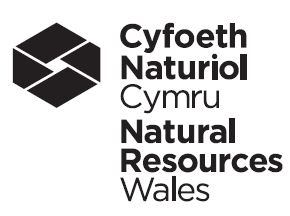 Cyfoeth
Naturiol
Cymru
Natural
Resources
Wales